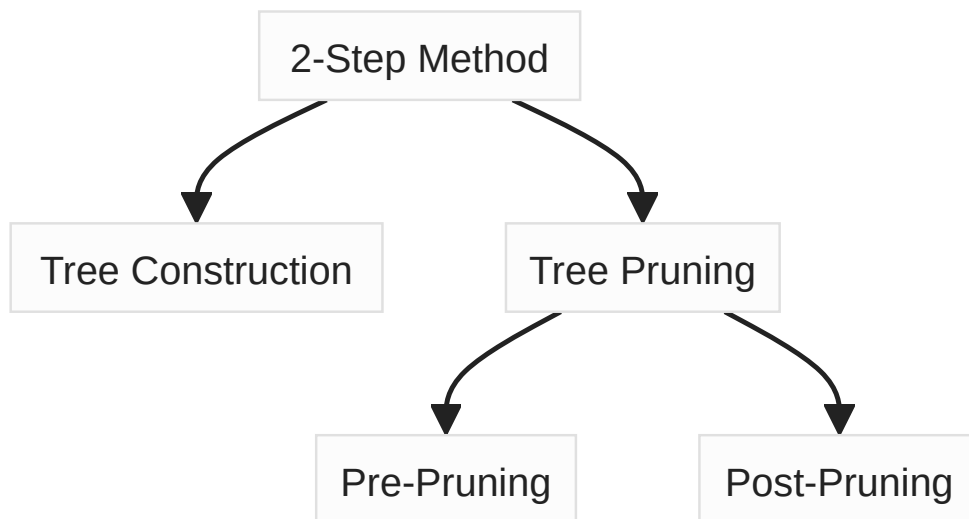 2-Step Method
Tree Construction
Tree Pruning
Pre-Pruning
Post-Pruning